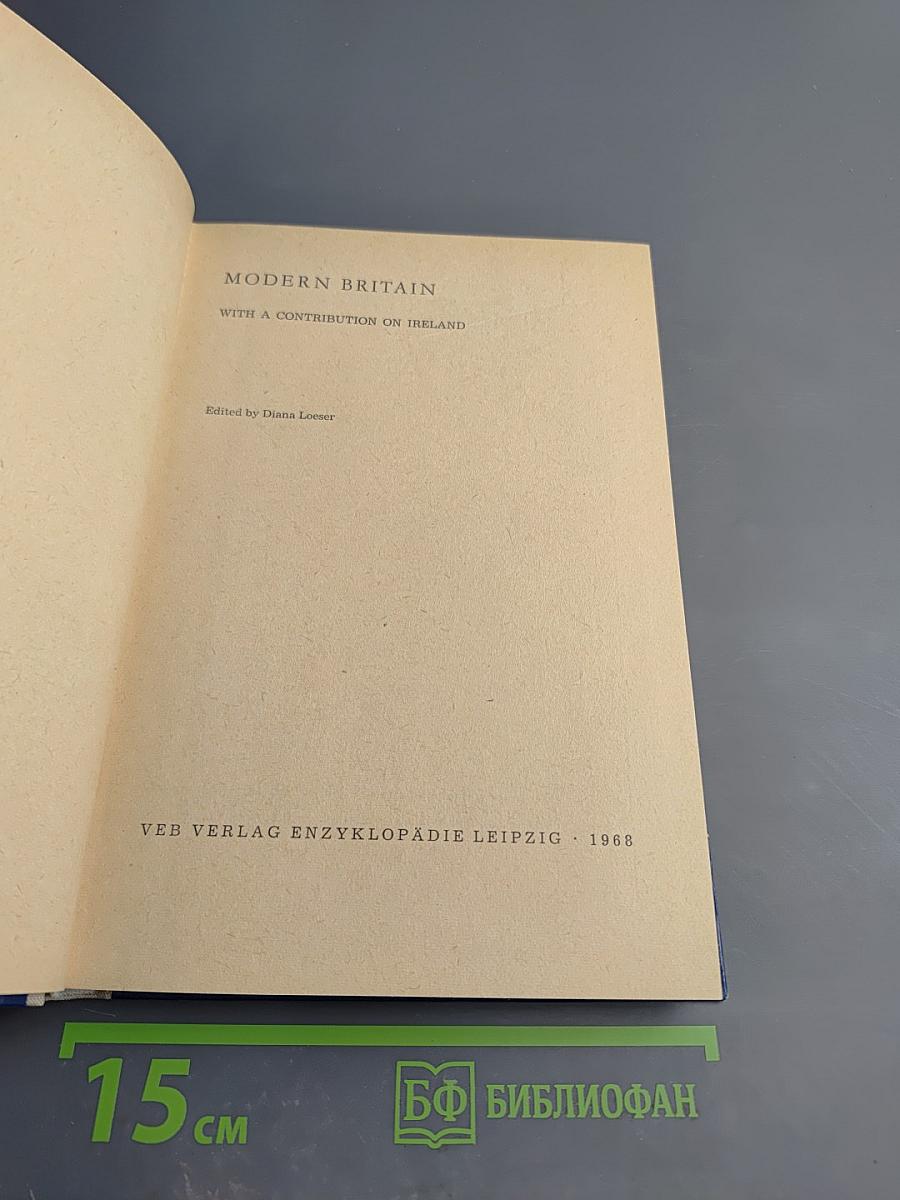 MODERN BRITAIN
WITH A CONTRIBUTION ON IRELAND
Edited by Diana Loeser
VEB VERLAG ENZYKLOPÄDIE LEIPZIG · 1968
15 см
БФ БИБЛИОФАН